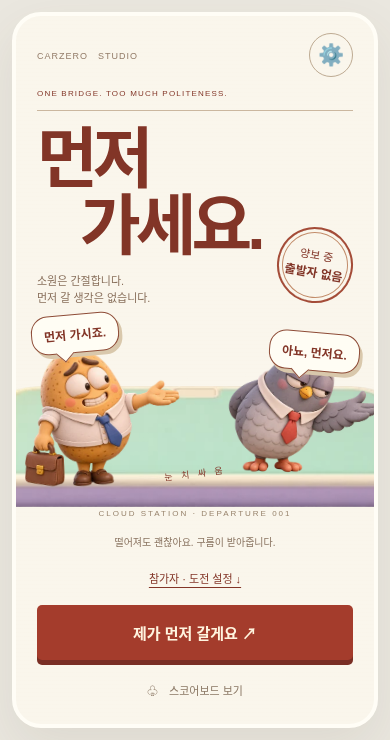 CARZERO STUDIO
ONE BRIDGE. TOO MUCH POLITENESS.
먼저
가세요.
양보 중
출발자 없음
소원은 간절합니다.
먼저 갈 생각은 없습니다.
먼저 가시죠.
아뇨, 먼저요.
눈 치 싸 움
CLOUD STATION · DEPARTURE 001
떨어져도 괜찮아요. 구름이 받아줍니다.
참가자 · 도전 설정 ↓
제가 먼저 갈게요 ↗
스코어보드 보기